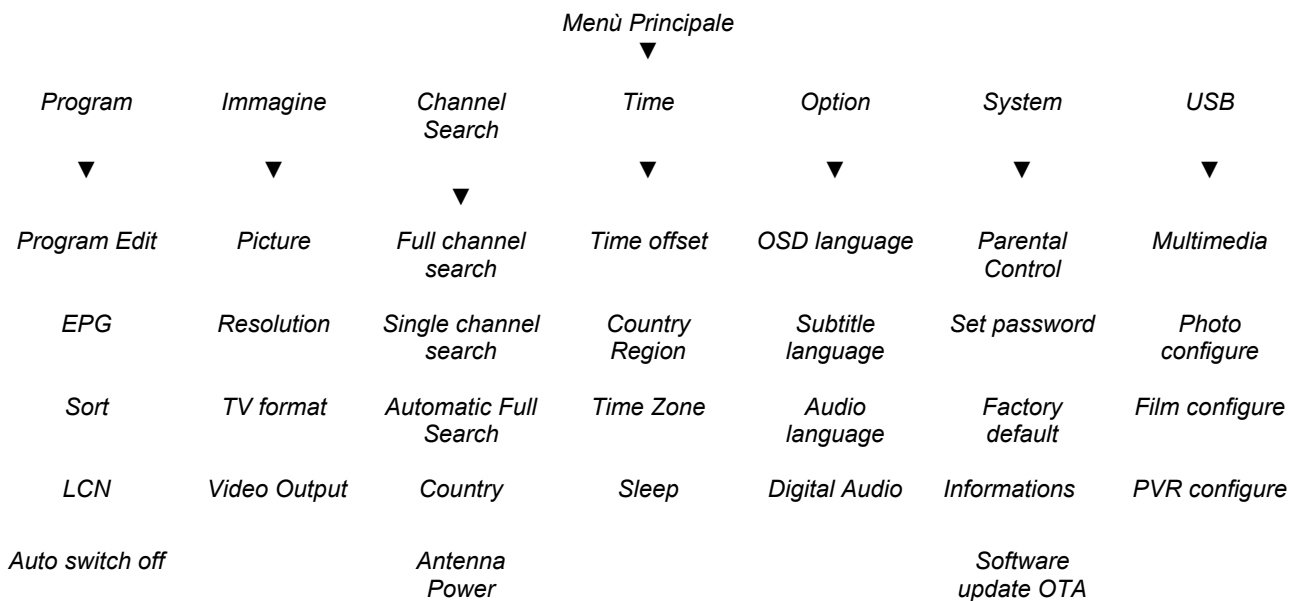 Menù Principale
▼
Program Immagine Channel Search Time Option System USB
▼ ▼ ▼ ▼ ▼ ▼ ▼
Program Edit Picture Full channel search Time offset OSD language Parental Control Multimedia
EPG Resolution Single channel search Country Region Subtitle language Set password Photo configure
Sort TV format Automatic Full Search Time Zone Audio language Factory default Film configure
LCN Video Output Country Sleep Digital Audio Informations PVR configure
Auto switch off Antenna Power Software update OTA